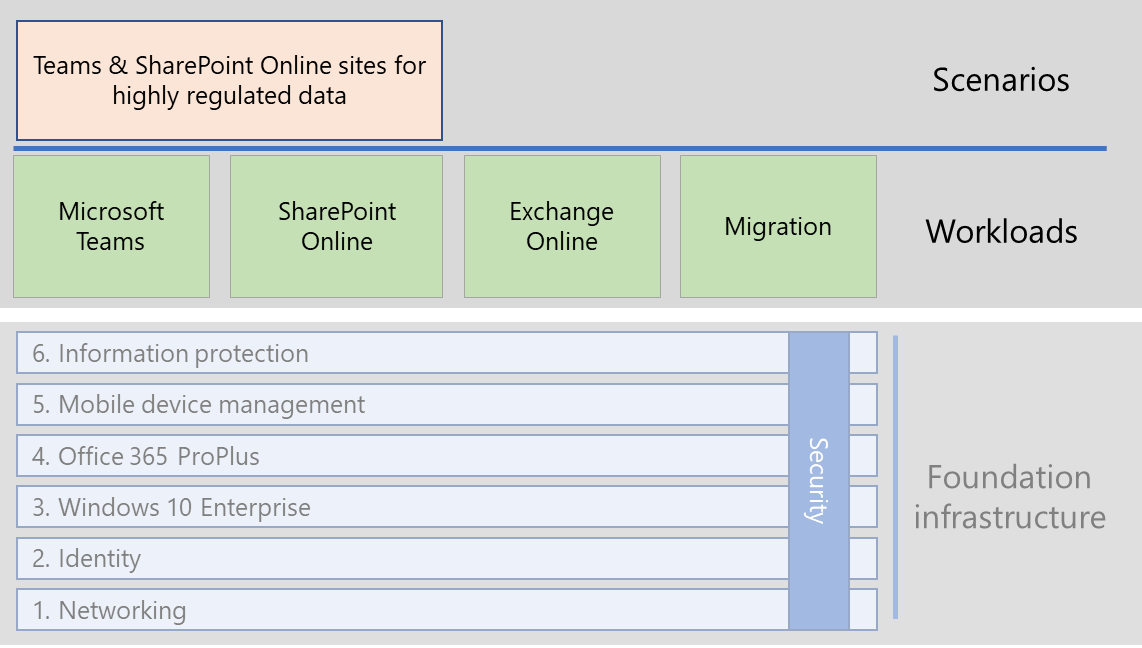 Teams & SharePoint Online sites for
highly regulated data
Scenarios
Microsoft
Teams
SharePoint
Online
Exchange
Online
Migration
Workloads
6. Information protection
5. Mobile device management
4. Office 365 ProPlus
3. Windows 10 Enterprise
2. Identity
1. Networking
Security
Foundation
infrastructure